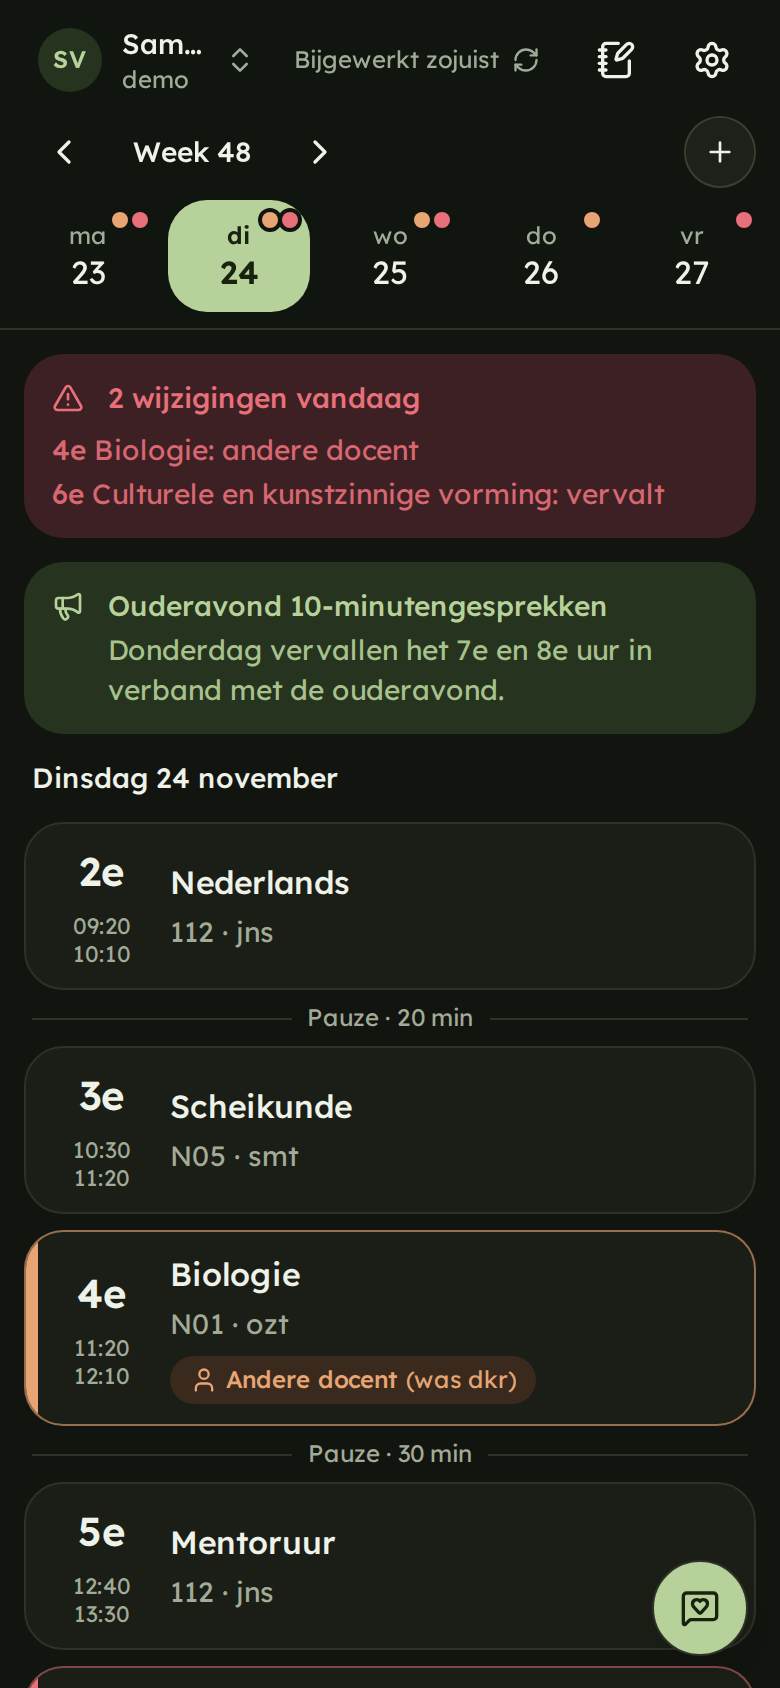 SV
Sam...
demo
Bijgewerkt zojuist
Week 48
ma
23
di
24
wo
25
do
26
vr
27
2 wijzigingen vandaag
4e Biologie: andere docent
6e Culturele en kunstzinnige vorming: vervalt
Ouderavond 10-minutengesprekken
Donderdag vervallen het 7e en 8e uur in
verband met de ouderavond.
Dinsdag 24 november
2e
09:20
10:10
Nederlands
112 · jns
Pauze · 20 min
3e
10:30
11:20
Scheikunde
N05 · smt
4e
11:20
12:10
Biologie
N01 · ozt
Andere docent (was dkr)
Pauze · 30 min
5e
12:40
13:30
Mentoruur
112 · jns